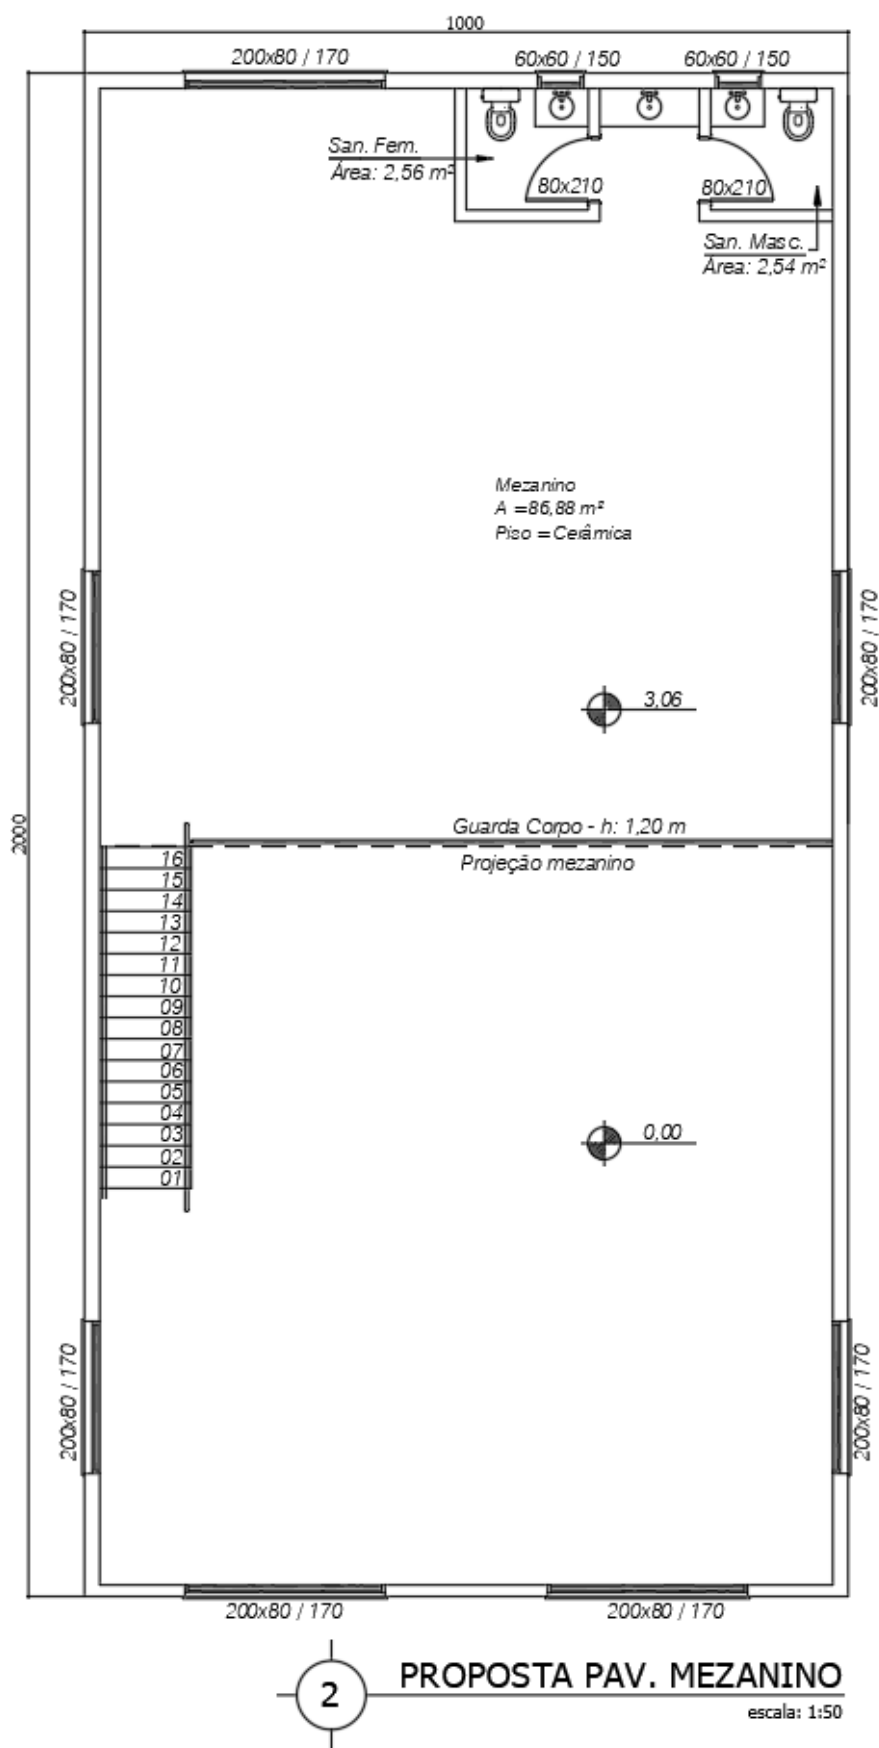 1000
200x80 / 170
60x60 / 150
60x60 / 150
San. Fem.
Área: 2,56 m²
80x210
80x210
San. Masc.
Área: 2,54 m²
Mezanino
A =86,88 m²
Piso = Cerâmica
200x80 / 170
200x80 / 170
3,06
2000
Guarda Corpo - h: 1,20 m
Projeção mezanino
16
15
14
13
12
11
10
09
08
07
06
05
04
03
02
01
0,00
200x80 / 170
200x80 / 170
200x80 / 170
200x80 / 170
2
PROPOSTA PAV. MEZANINO
escala: 1:50